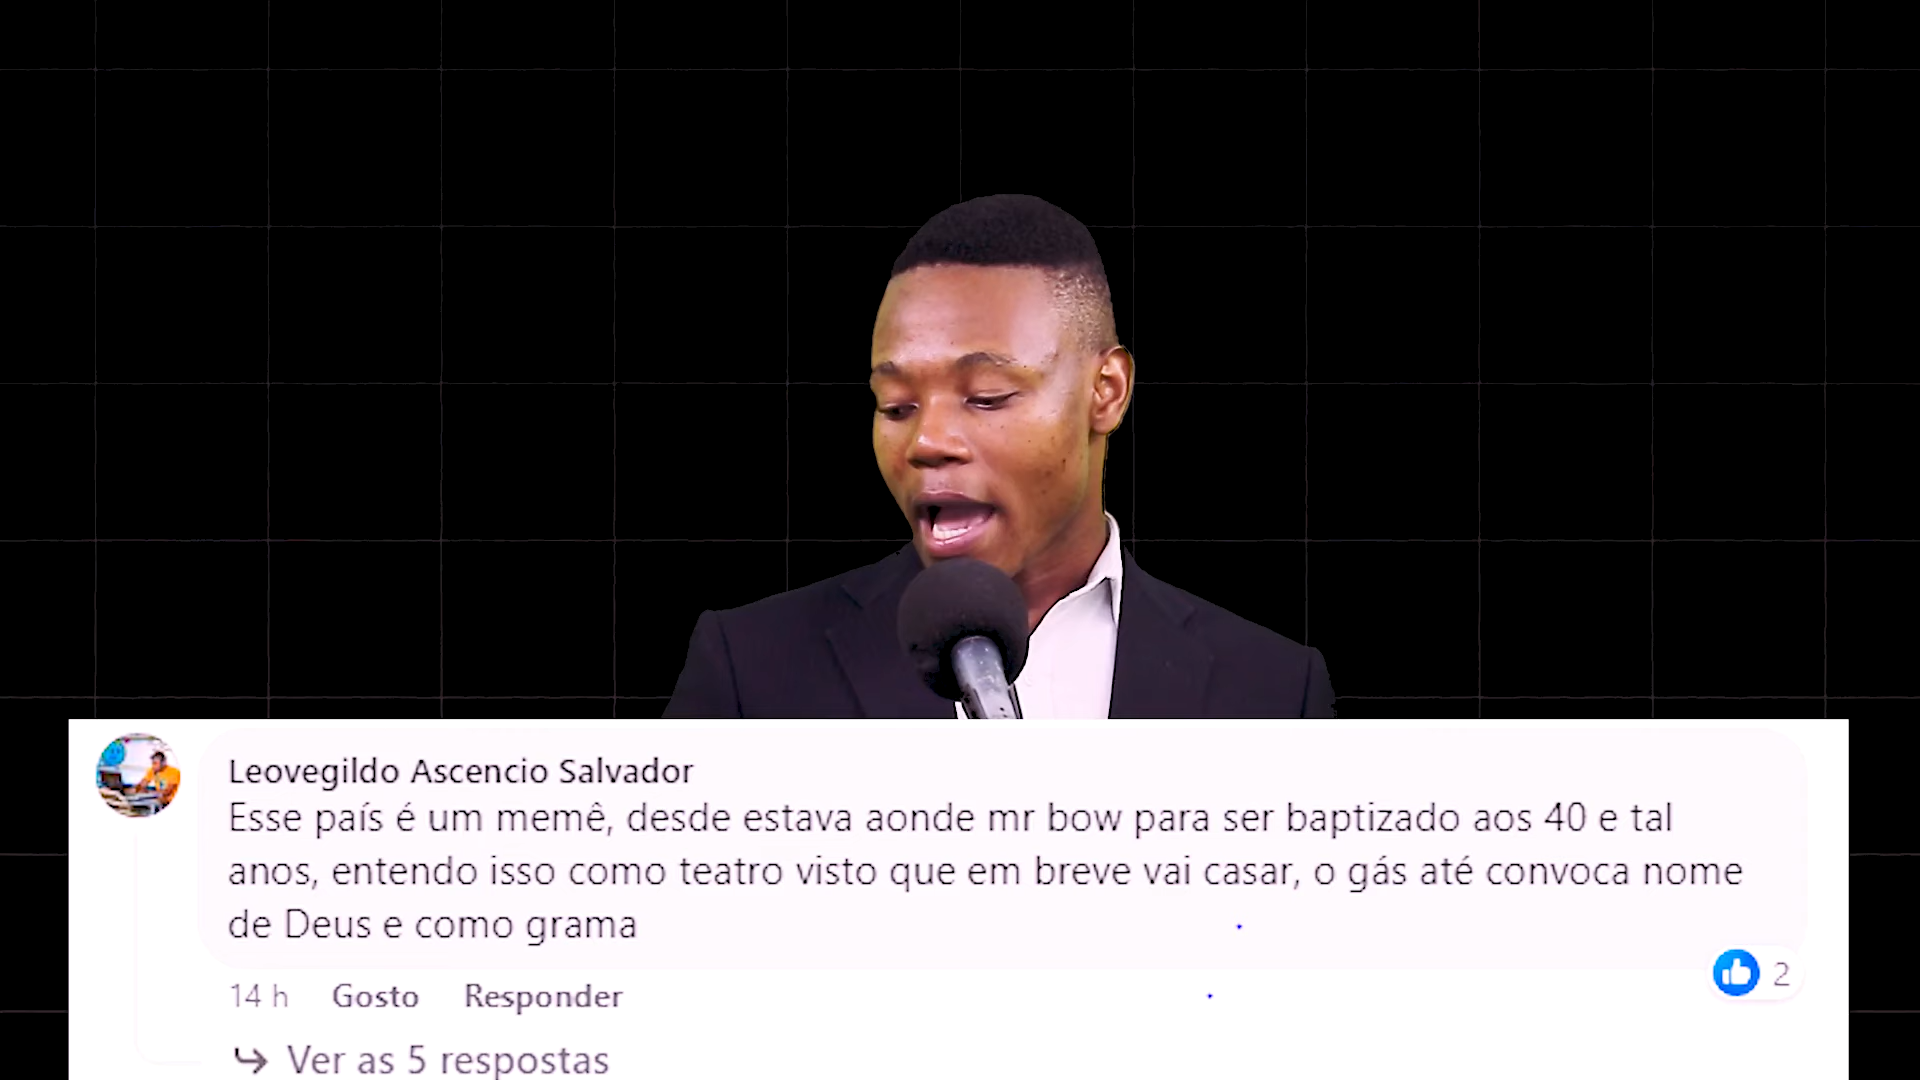 Leovegildo Ascencio Salvador
Esse país é um memê, desde estava aonde mr bow para ser baptizado aos 40 e tal
anos, entendo isso como teatro visto que em breve vai casar, o gás até convoca nome
de Deus e como grama
2
14 h Gosto Responder
Ver as 5 respostas